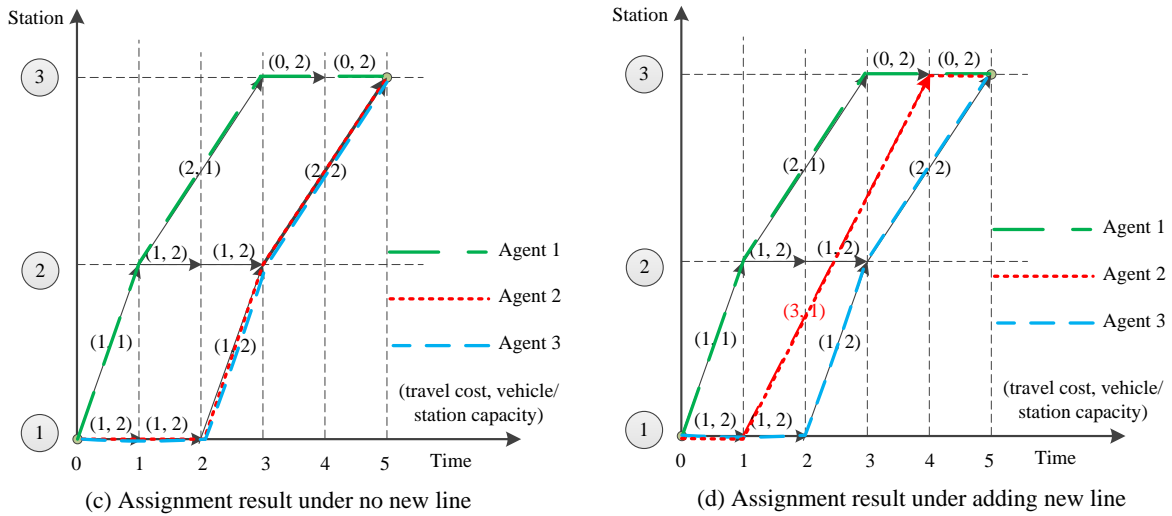 Station
(0, 2) (0, 2)
3
(2, 1)
(2, 2)
(1, 2) (1, 2)
2
Agent 1
Agent 2
Agent 3
(1, 1)
(1, 2)
(travel cost, vehicle/
station capacity)
(1, 2) (1, 2)
1
0 1 2 3 4 5
Time
(c) Assignment result under no new line
Station
(0, 2) (0, 2)
3
(2, 1)
(2, 2)
(1, 2) (1, 2)
2
Agent 1
Agent 2
Agent 3
(3, 1)
(1, 1)
(1, 2)
(travel cost, vehicle/
station capacity)
(1, 2) (1, 2)
1
0 1 2 3 4 5
Time
(d) Assignment result under adding new line